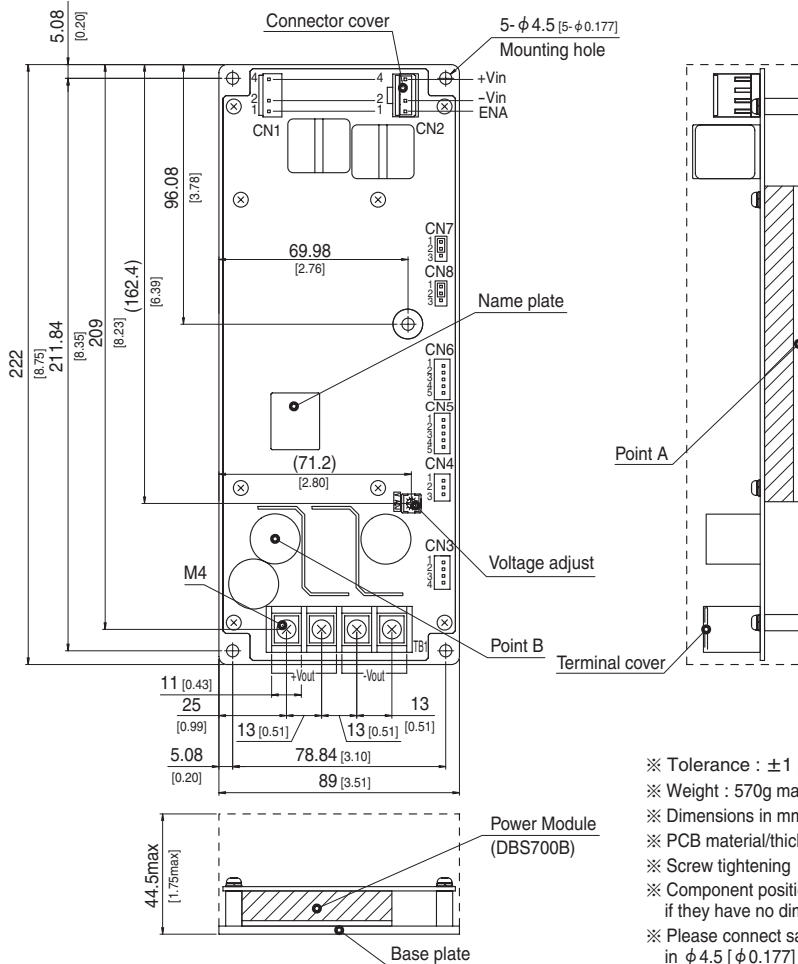 5.08
[0.20]
Connector cover
5-φ4.5 [5-φ0.177]
Mounting hole
4
2
1
CN1
4
2
1
CN2
+Vin
−Vin
ENA
96.08
[3.78]
69.98
[2.76]
CN7
1
2
3
CN8
1
2
3
(162.4)
[6.39]
209
[8.23]
211.84
[8.35]
222
[8.75]
Name plate
CN6
1
2
3
4
5
CN5
1
2
3
4
5
Point A
(71.2)
[2.80]
CN4
1
2
3
Voltage adjust
CN3
1
2
3
4
M4
TB1
Point B
Terminal cover
+Vout
-Vout
11 [0.43]
25
[0.99]
13 [0.51]
13 [0.51]
13
[0.51]
5.08
[0.20]
78.84 [3.10]
89 [3.51]
※ Tolerance : ±1
※ Weight : 570g ma
※ Dimensions in mm
※ PCB material/thick
※ Screw tightening
※ Component positio
if they have no dim
※ Please connect sa
in φ4.5 [φ0.177]
Power Module
(DBS700B)
44.5max
[1.75max]
Base plate